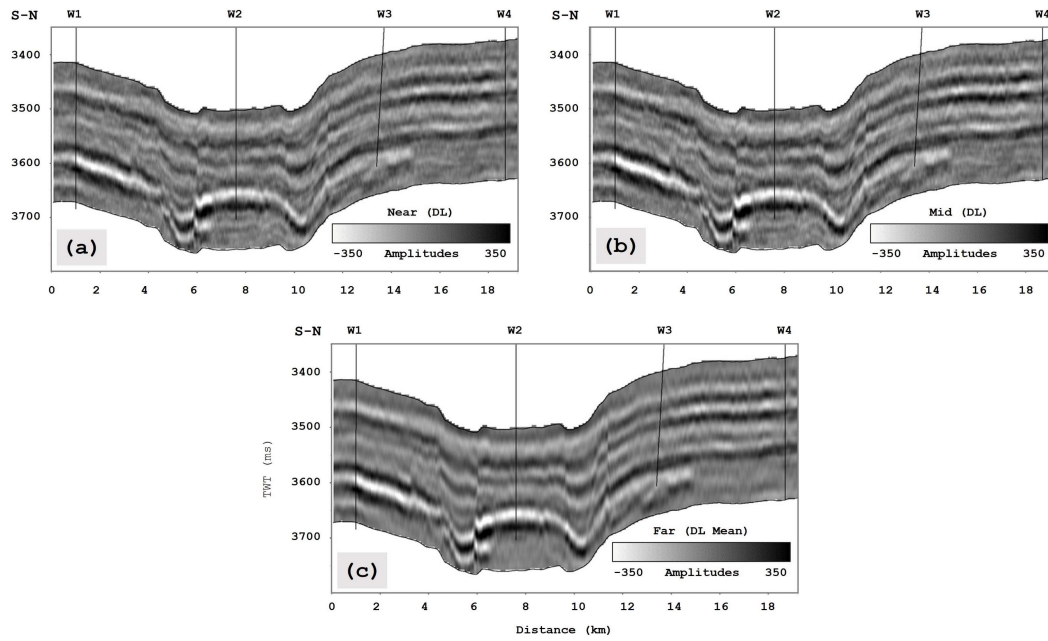 S-N W1 W2 W3 W4
3400
3500
3600
3700
Near (DL)
-350 Amplitudes 350
(a)
0 2 4 6 8 10 12 14 16 18
S-N W1 W2 W3 W4
3400
3500
3600
3700
Mid (DL)
-350 Amplitudes 350
(b)
0 2 4 6 8 10 12 14 16 18
S-N W1 W2 W3 W4
3400
3500
3600
3700
TWT (ms)
Far (DL Mean)
-350 Amplitudes 350
(c)
0 2 4 6 8 10 12 14 16 18
Distance (km)